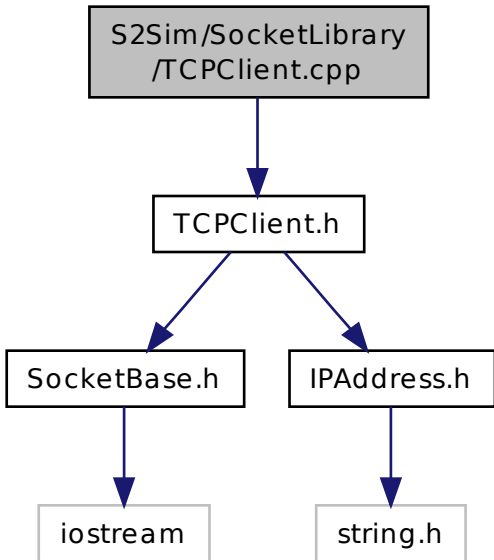 S2Sim/SocketLibrary
/TCPClient.cpp
TCPClient.h
SocketBase.h
IPAddress.h
iostream
string.h